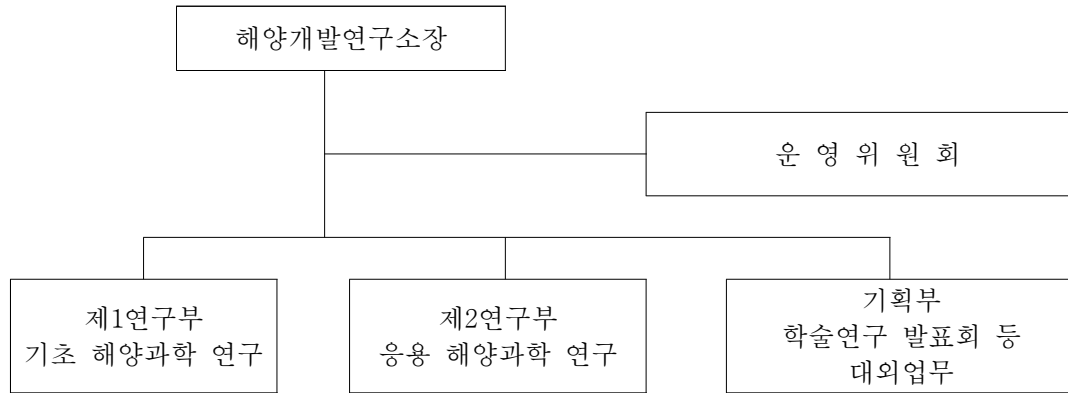 해양개발연구소장
운 영 위 원 회
제1연구부
기초 해양과학 연구
제2연구부
응용 해양과학 연구
기획부
학술연구 발표회 등
대외업무